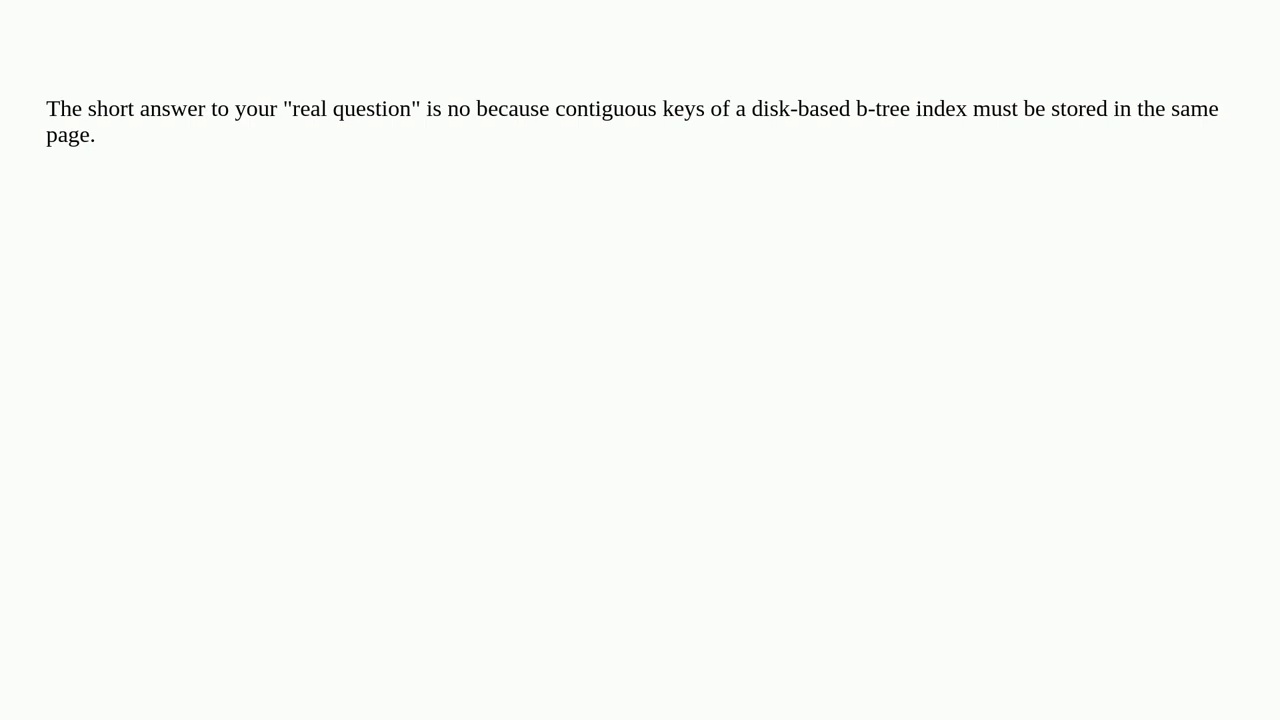 The short answer to your "real question" is no because contiguous keys of a disk-based b-tree index must be stored in the same
page.